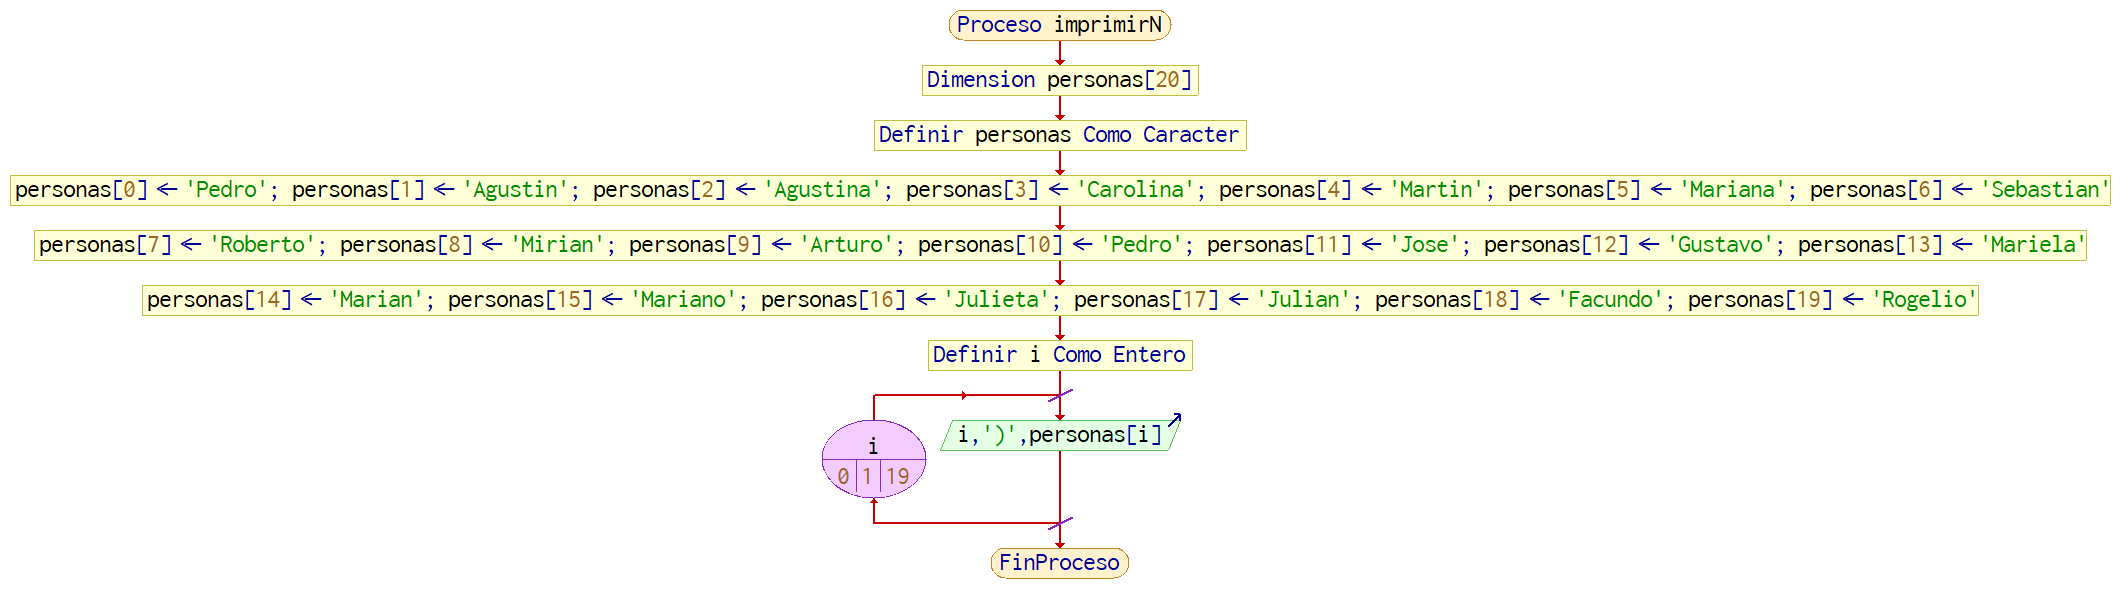 Proceso imprimirN
Dimension personas[20]
Definir personas Como Caracter
personas[0] ← 'Pedro'; personas[1] ← 'Agustin'; personas[2] ← 'Agustina'; personas[3] ← 'Carolina'; personas[4] ← 'Martin'; personas[5] ← 'Mariana'; personas[6] ← 'Sebastian'
personas[7] ← 'Roberto'; personas[8] ← 'Mirian'; personas[9] ← 'Arturo'; personas[10] ← 'Pedro'; personas[11] ← 'Jose'; personas[12] ← 'Gustavo'; personas[13] ← 'Mariela'
personas[14] ← 'Marian'; personas[15] ← 'Mariano'; personas[16] ← 'Julieta'; personas[17] ← 'Julian'; personas[18] ← 'Facundo'; personas[19] ← 'Rogelio'
Definir i Como Entero
i,')',personas[i]
i
0 1 19
FinProceso